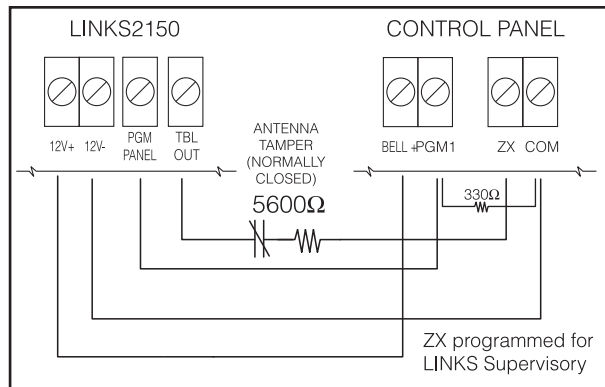 LINKS2150
CONTROL PANEL
12V+ 12V- PGM PANEL TBL OUT
ANTENNA
TAMPER
(NORMALLY
CLOSED)
5600Ω
BELL + PGM1 ZX COM
330Ω
ZX programmed for
LINKS Supervisory